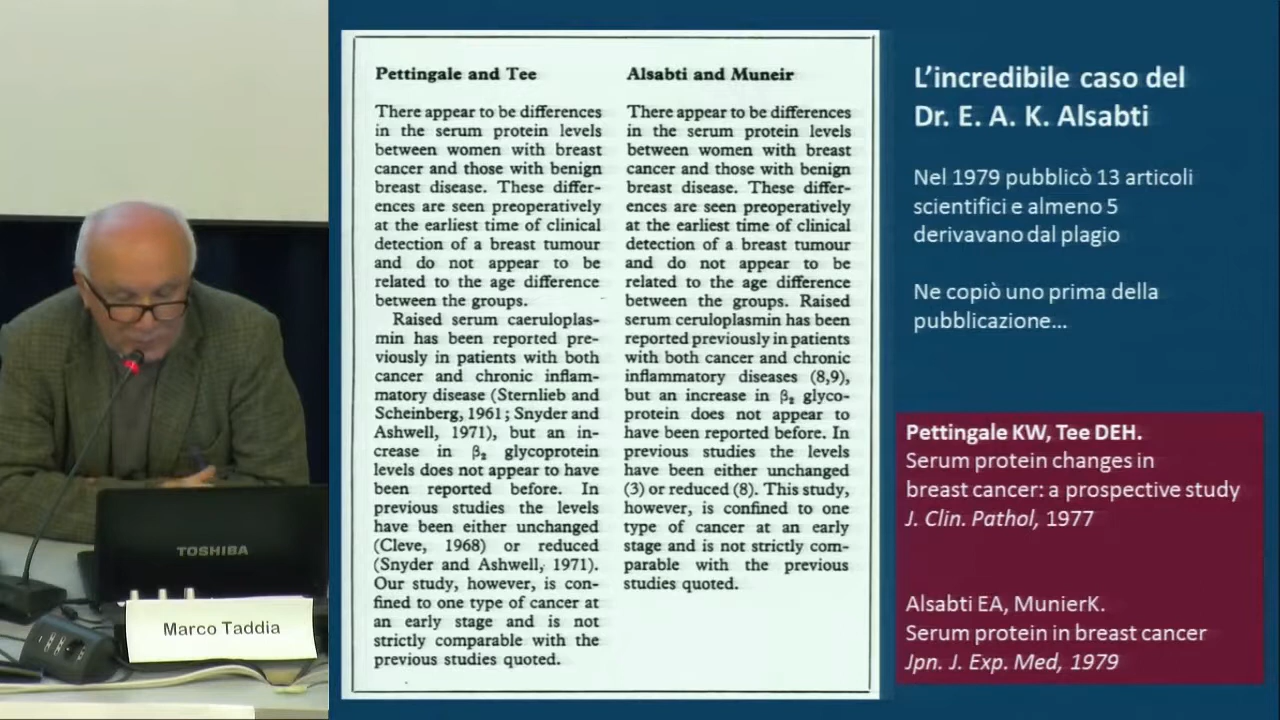 TOSHIBA
Marco Taddia
Pettingale and Tee
There appear to be differences
in the serum protein levels
between women with breast
cancer and those with benign
breast disease. These differ-
ences are seen preoperatively
at the earliest time of clinical
detection of a breast tumour
and do not appear to be
related to the age difference
between the groups.
Raised serum caeruloplas-
min has been reported pre-
viously in patients with both
cancer and chronic inflam-
matory disease (Sternlieb and
Scheinberg, 1961; Snyder and
Ashwell, 1971), but an in-
crease in β₂ glycoprotein
levels does not appear to have
been reported before. In
previous studies the levels
have been either unchanged
(Cleve, 1968) or reduced
(Snyder and Ashwell, 1971).
Our study, however, is con-
fined to one type of cancer at
an early stage and is not
strictly comparable with the
previous studies quoted.
Alsabti and Muneir
There appear to be differences
in the serum protein levels
between women with breast
cancer and those with benign
breast disease. These differ-
ences are seen preoperatively
at the earliest time of clinical
detection of a breast tumour
and do not appear to be
related to the age difference
between the groups. Raised
serum ceruloplasmin has been
reported previously in patients
with both cancer and chronic
inflammatory diseases (8,9),
but an increase in β₂ glyco-
protein does not appear to
have been reported before. In
previous studies the levels
have been either unchanged
(3) or reduced (8). This study,
however, is confined to one
type of cancer at an early
stage and is not strictly com-
parable with the previous
studies quoted.
L'incredibile caso del
Dr. E. A. K. Alsabti
Nel 1979 pubblicò 13 articoli
scientifici e almeno 5
derivavano dal plagio
Ne copiò uno prima della
pubblicazione...
Pettingale KW, Tee DEH.
Serum protein changes in
breast cancer: a prospective study
J. Clin. Pathol, 1977
Alsabti EA, MunierK.
Serum protein in breast cancer
Jpn. J. Exp. Med, 1979